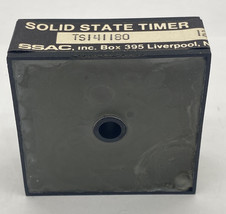 SOLID STATE TIMER
TS141180
SSAC, inc. Box 395 Liverpool, N